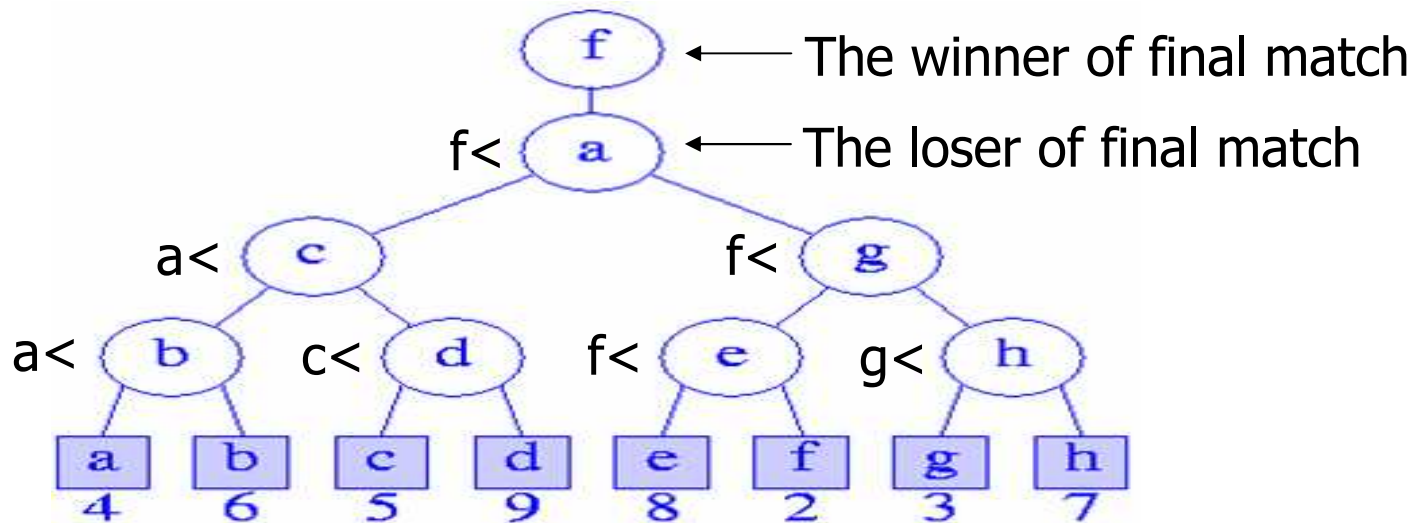 f
The winner of final match
f< a
The loser of final match
a< c f< g
a< b c< d f< e g< h
a b c d e f g h
4 6 5 9 8 2 3 7